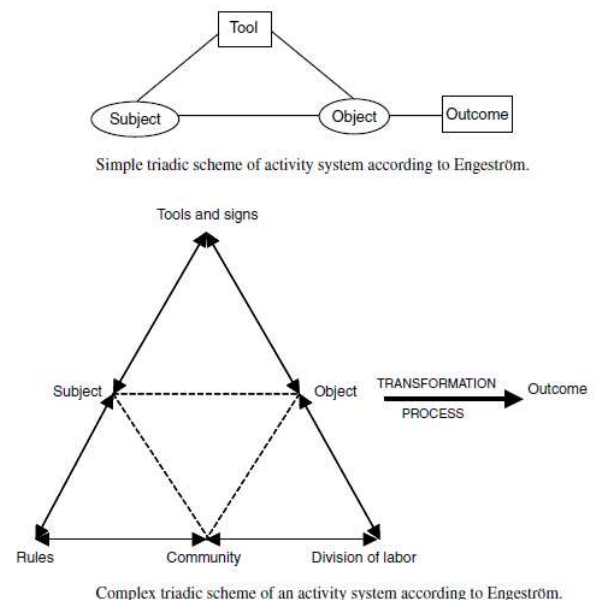 Tool
Subject
Object
Outcome
Simple triadic scheme of activity system according to Engeström.
Tools and signs
Subject
Object
TRANSFORMATION
PROCESS
Outcome
Rules
Community
Division of labor
Complex triadic scheme of an activity system according to Engeström.